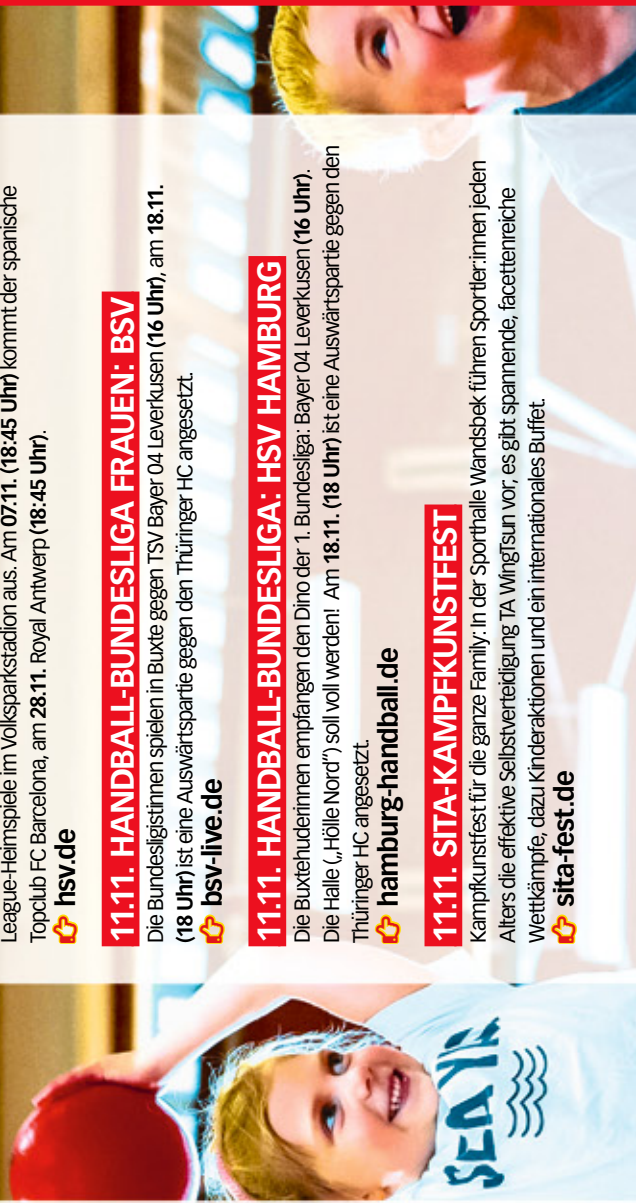 League-Heimspiele im Volksparkstadion aus. Am 07.11. (18:45 Uhr) kommt der spanische
Topclub FC Barcelona, am 28.11. Royal Antwerp (18:45 Uhr).
hsv.de
11.11. HANDBALL-BUNDESLIGA FRAUEN: BSV
Die Bundesligistinnen spielen in Buxte gegen TSV Bayer 04 Leverkusen (16 Uhr), am 18.11.
(18 Uhr) ist eine Auswärtspartie gegen den Thüringer HC angesetzt.
bsv-live.de
11.11. HANDBALL-BUNDESLIGA: HSV HAMBURG
Die Buxtehuderinnen empfangen den Dino der 1. Bundesliga: Bayer 04 Leverkusen (16 Uhr).
Die Halle („Hölle Nord“) soll voll werden! Am 18.11. (18 Uhr) ist eine Auswärtspartie gegen den
Thüringer HC angesetzt.
hamburg-handball.de
11.11. SITA-KAMPFKUNSTFEST
Kampfkunstfest für die ganze Family: In der Sporthalle Wandsbek führen Sportler:innen jeden
Alters die effektive Selbstverteidigung TA WingTsun vor, es gibt spannende, facettenreiche
Wettkämpfe, dazu Kinderaktionen und ein internationales Buffet.
sita-fest.de